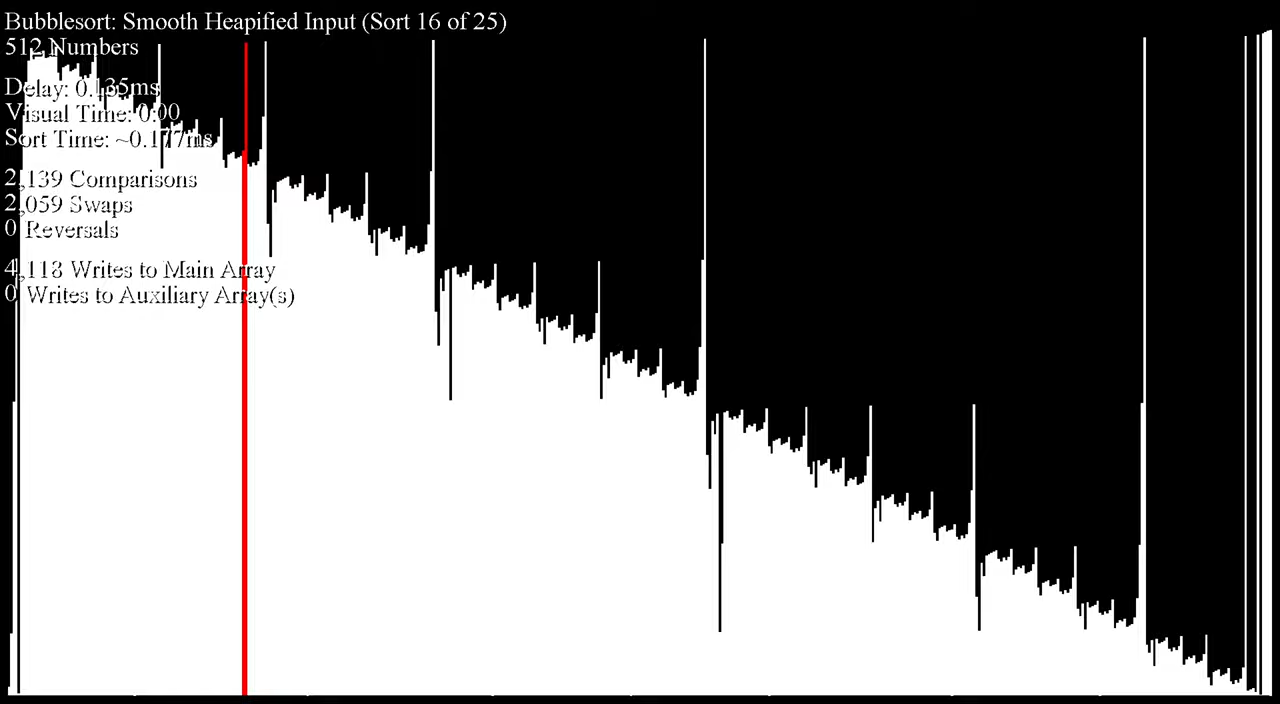 Bubblesort: Smooth Heapified Input (Sort 16 of 25)
512 Numbers
Delay: 0.135ms
Visual Time: 0:00
Sort Time: ~0.177ms
2,139 Comparisons
2,059 Swaps
0 Reversals
4,118 Writes to Main Array
0 Writes to Auxiliary Array(s)